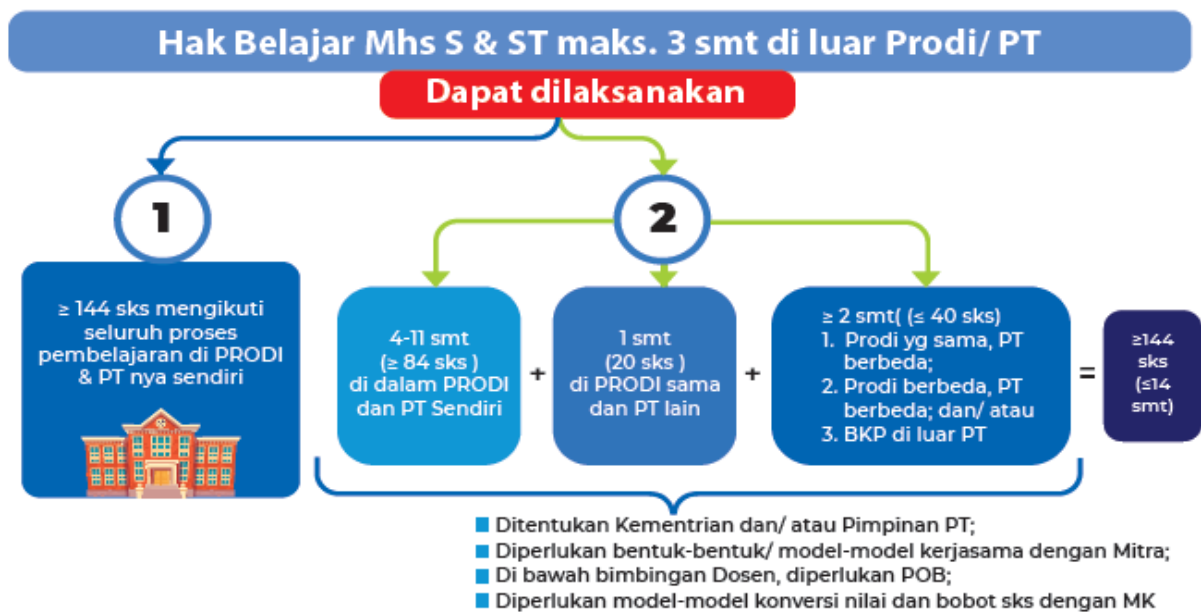 Hak Belajar Mhs S & ST maks. 3 smt di luar Prodi/ PT
Dapat dilaksanakan
1
2
≥ 144 sks mengikuti
seluruh proses
pembelajaran di PRODI
& PT nya sendiri
4-11 smt
(≥ 84 sks )
di dalam PRODI
dan PT Sendiri
+
1 smt
(20 sks )
di PRODI sama
dan PT lain
+
≥ 2 smt( (≤ 40 sks)
1. Prodi yg sama, PT
berbeda;
2. Prodi berbeda, PT
berbeda; dan/ atau
3. BKP di luar PT
=
≥144
sks
(≤14
smt)
Ditentukan Kementrian dan/ atau Pimpinan PT;
Diperlukan bentuk-bentuk/ model-model kerjasama dengan Mitra;
Di bawah bimbingan Dosen, diperlukan POB;
Diperlukan model-model konversi nilai dan bobot sks dengan MK